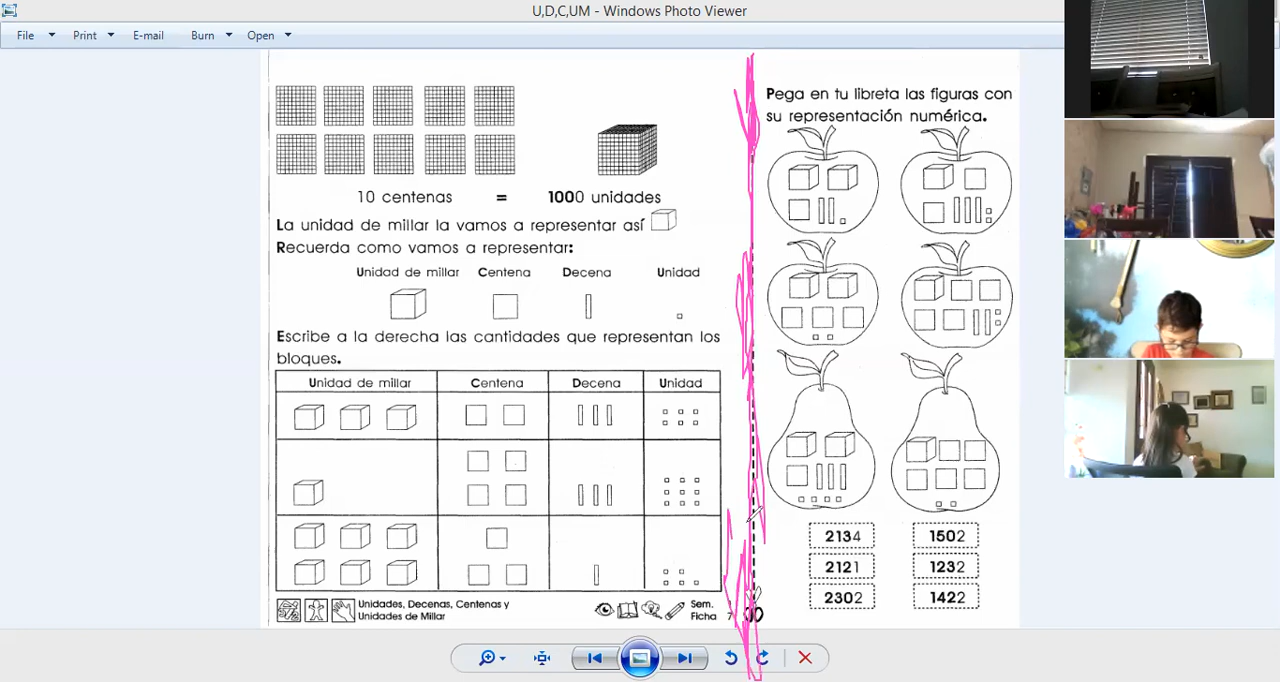 U,D,C,UM - Windows Photo Viewer
File Print E-mail Burn Open
10 centenas = 1000 unidades
La unidad de millar la vamos a representar así
Recuerda como vamos a representar:
Unidad de millar Centena Decena Unidad
Escribe a la derecha las cantidades que representan los
bloques.
Unidad de millar Centena Decena Unidad
Unidades, Decenas, Centenas y
Unidades de Millar
Sem.
Ficha 7
Pega en tu libreta las figuras con
su representación numérica.
2134 1502
2121 1232
2302 1422